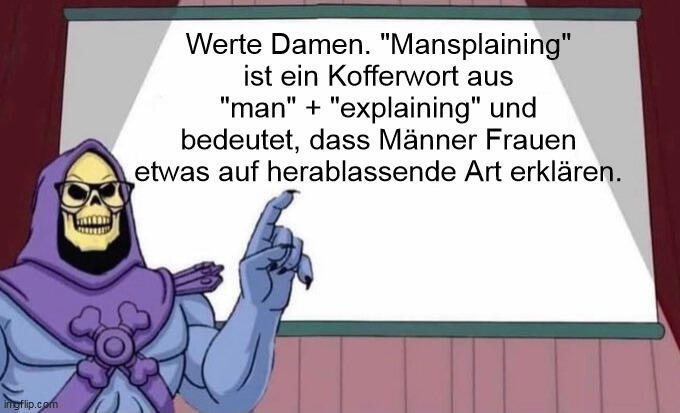 Werte Damen. "Mansplaining"
ist ein Kofferwort aus
"man" + "explaining" und
bedeutet, dass Männer Frauen
etwas auf herablassende Art erklären.
imgflip.com